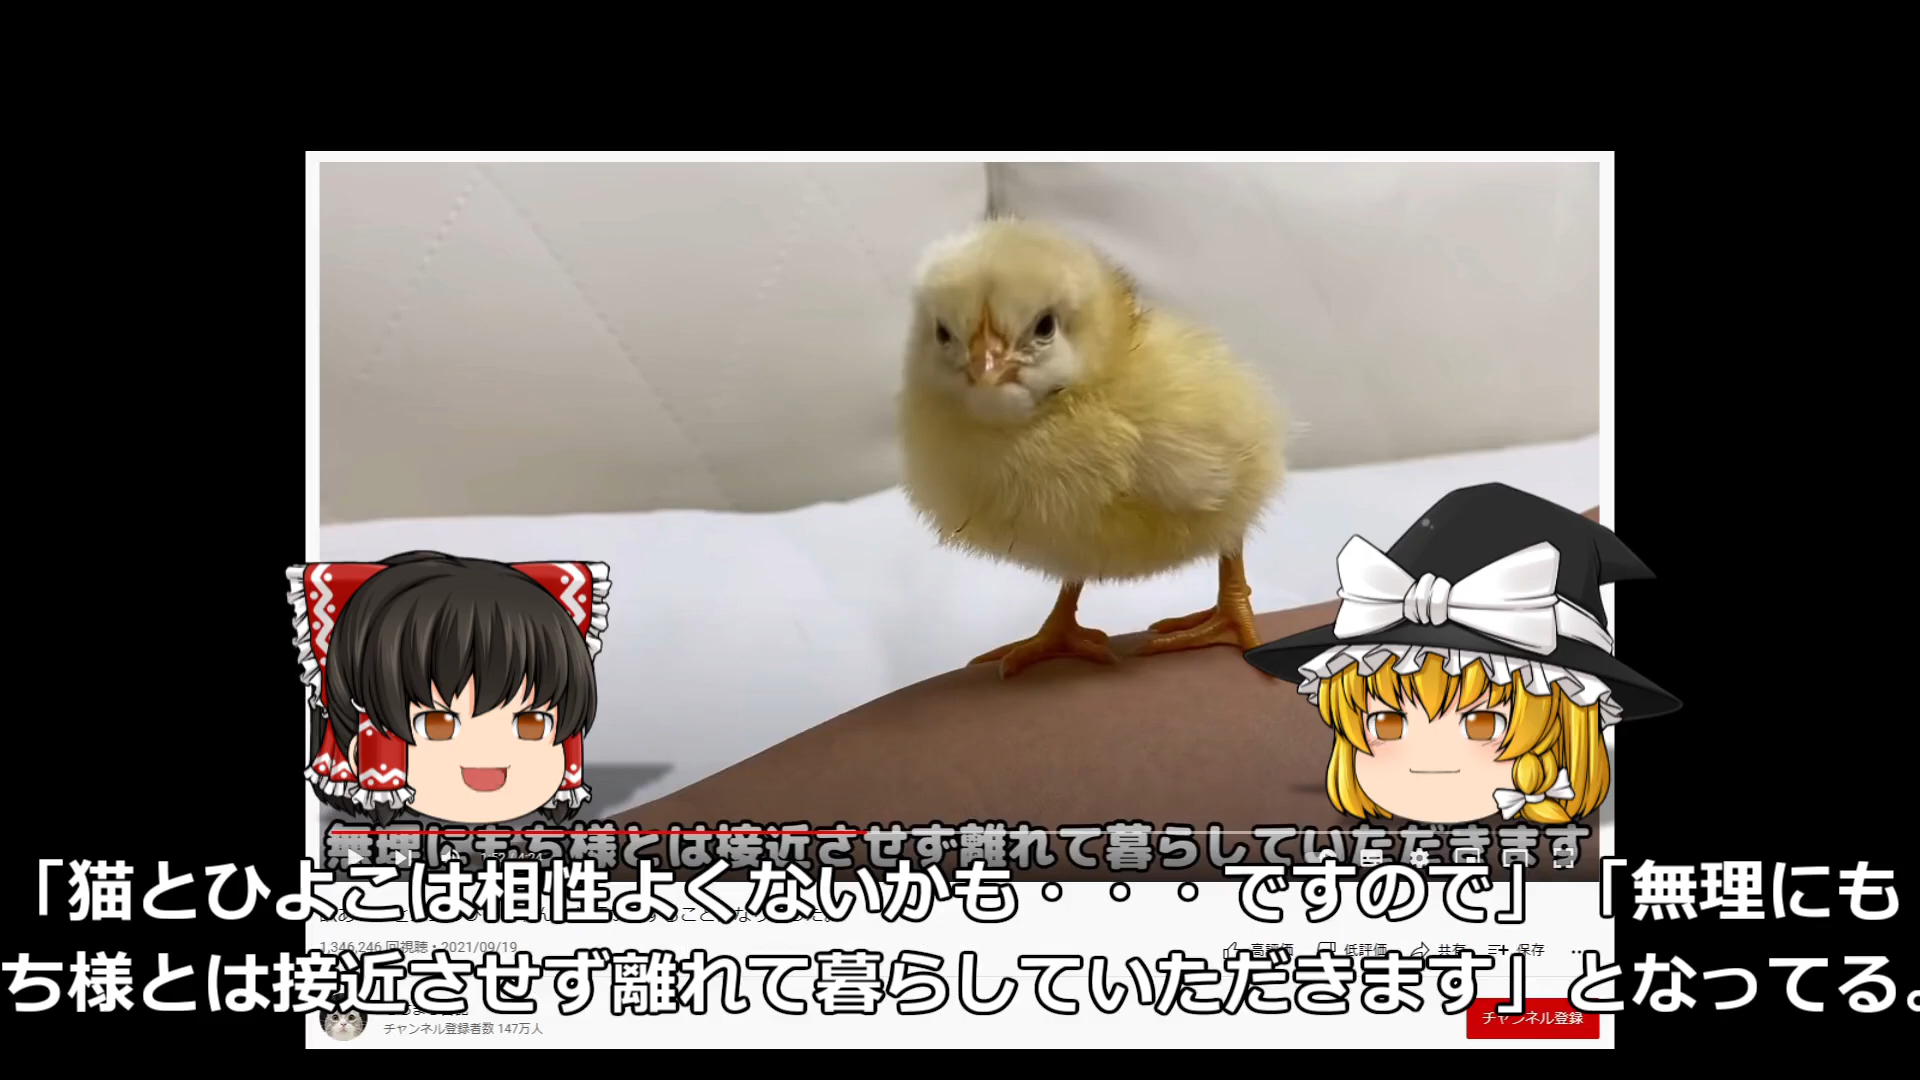 無理にもち様とは接近させず離れて暮らしていただきます
「猫とひよこは相性よくないかも・・・ですので」「無理にも
ち様とは接近させず離れて暮らしていただきます」となってる。
1,346,246 回視聴・2021/09/19
高評価 低評価 共有 保存
チャンネル登録者数 147万人
チャンネル登録